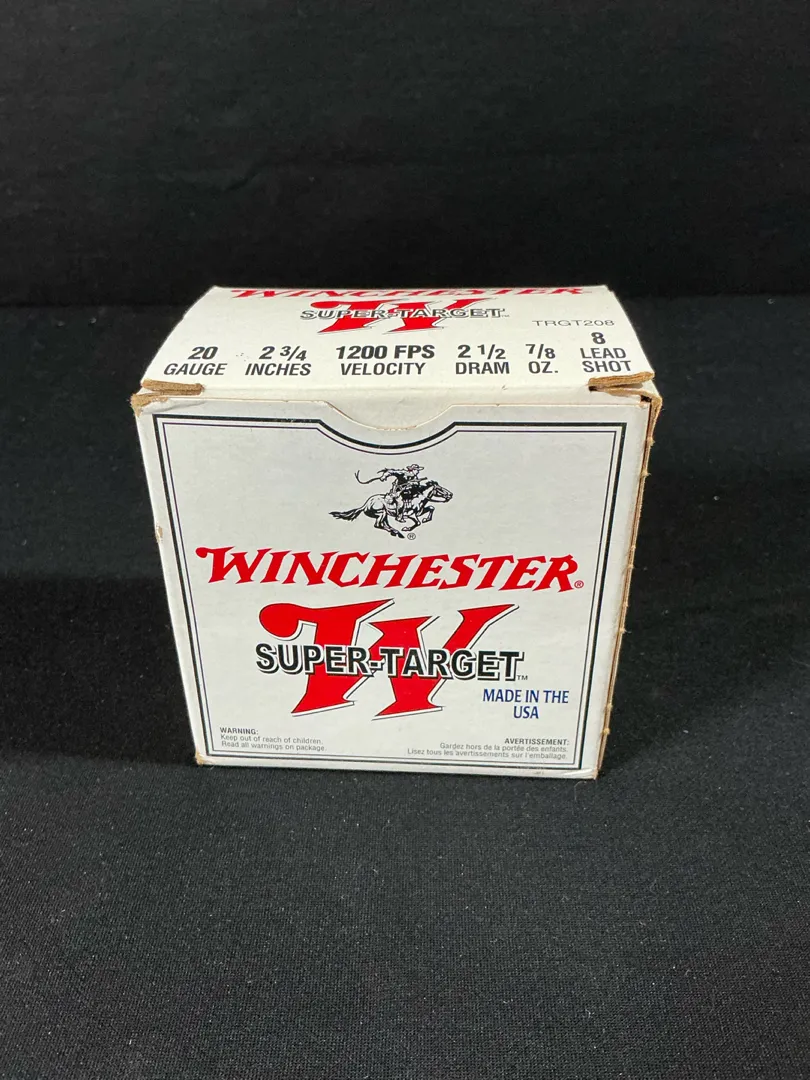 WINCHESTER
SUPER-TARGET™
TRGT208
20 GAUGE
2 3/4 INCHES
1200 FPS VELOCITY
2 1/2 DRAM
7/8 OZ.
8 LEAD SHOT
®
WINCHESTER®
W
SUPER-TARGET™
MADE IN THE
USA
WARNING:
Keep out of reach of children.
Read all warnings on package.
AVERTISSEMENT:
Gardez hors de la portée des enfants.
Lisez tous les avertissements sur l'emballage.